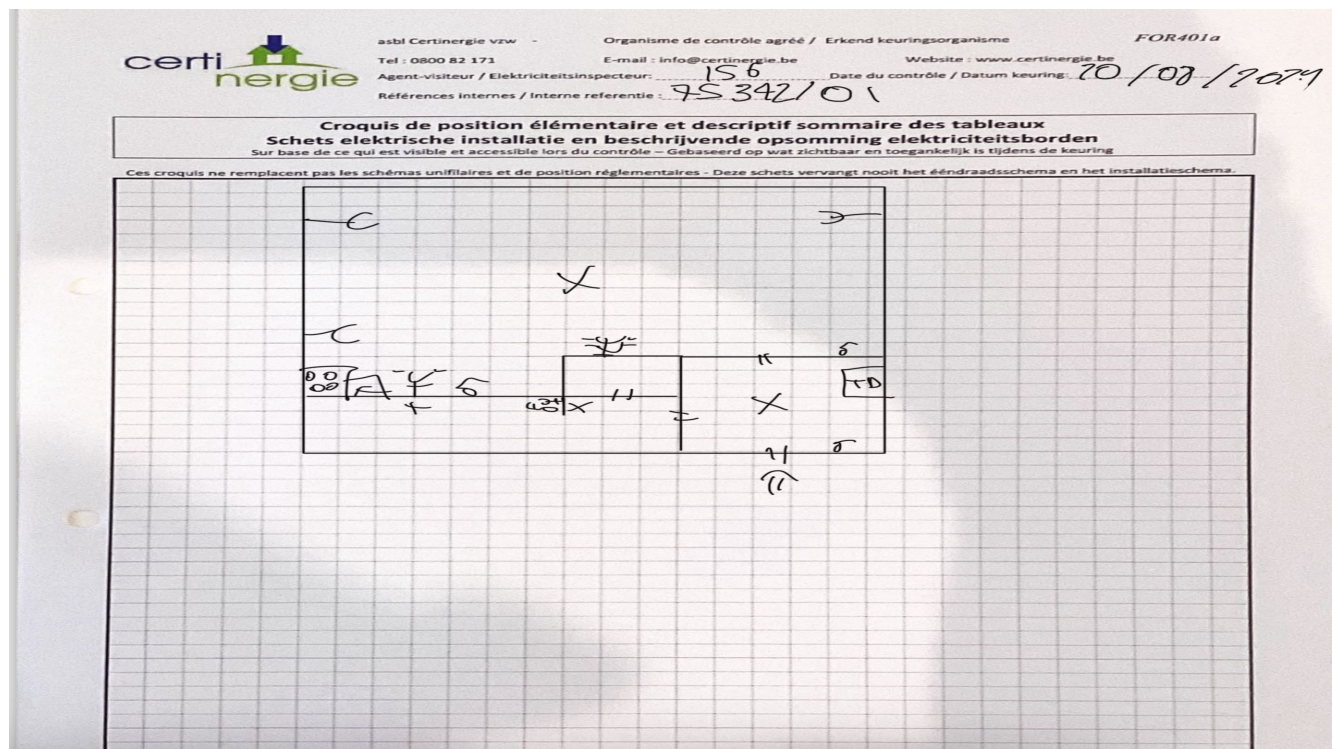 certi
nergie
asbl Certinergie vzw -
Organisme de contrôle agréé / Erkend keuringsorganisme
FOR401a
Tel : 0800 82 171
E-mail : info@certinergie.be
Website : www.certinergie.be
Agent-visiteur / Elektriciteitsinspecteur: 156
Date du contrôle / Datum keuring: 20/08/2024
Références internes / Interne referentie : 75342/01
Croquis de position élémentaire et descriptif sommaire des tableaux
Schets elektrische installatie en beschrijvende opsomming elektriciteitsborden
Sur base de ce qui est visible et accessible lors du contrôle – Gebaseerd op wat zichtbaar en toegankelijk is tijdens de keuring
Ces croquis ne remplacent pas les schémas unifilaires et de position réglementaires - Deze schets vervangt nooit het ééndraadsschema en het installatieschema.
TD